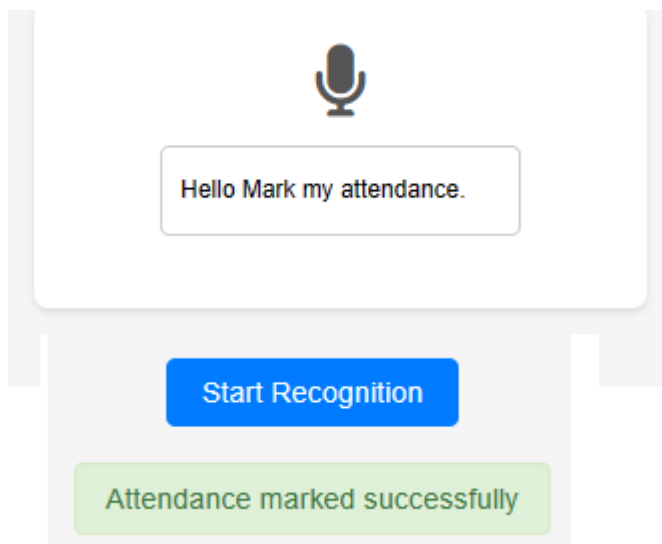 Hello Mark my attendance.
Start Recognition
Attendance marked successfully